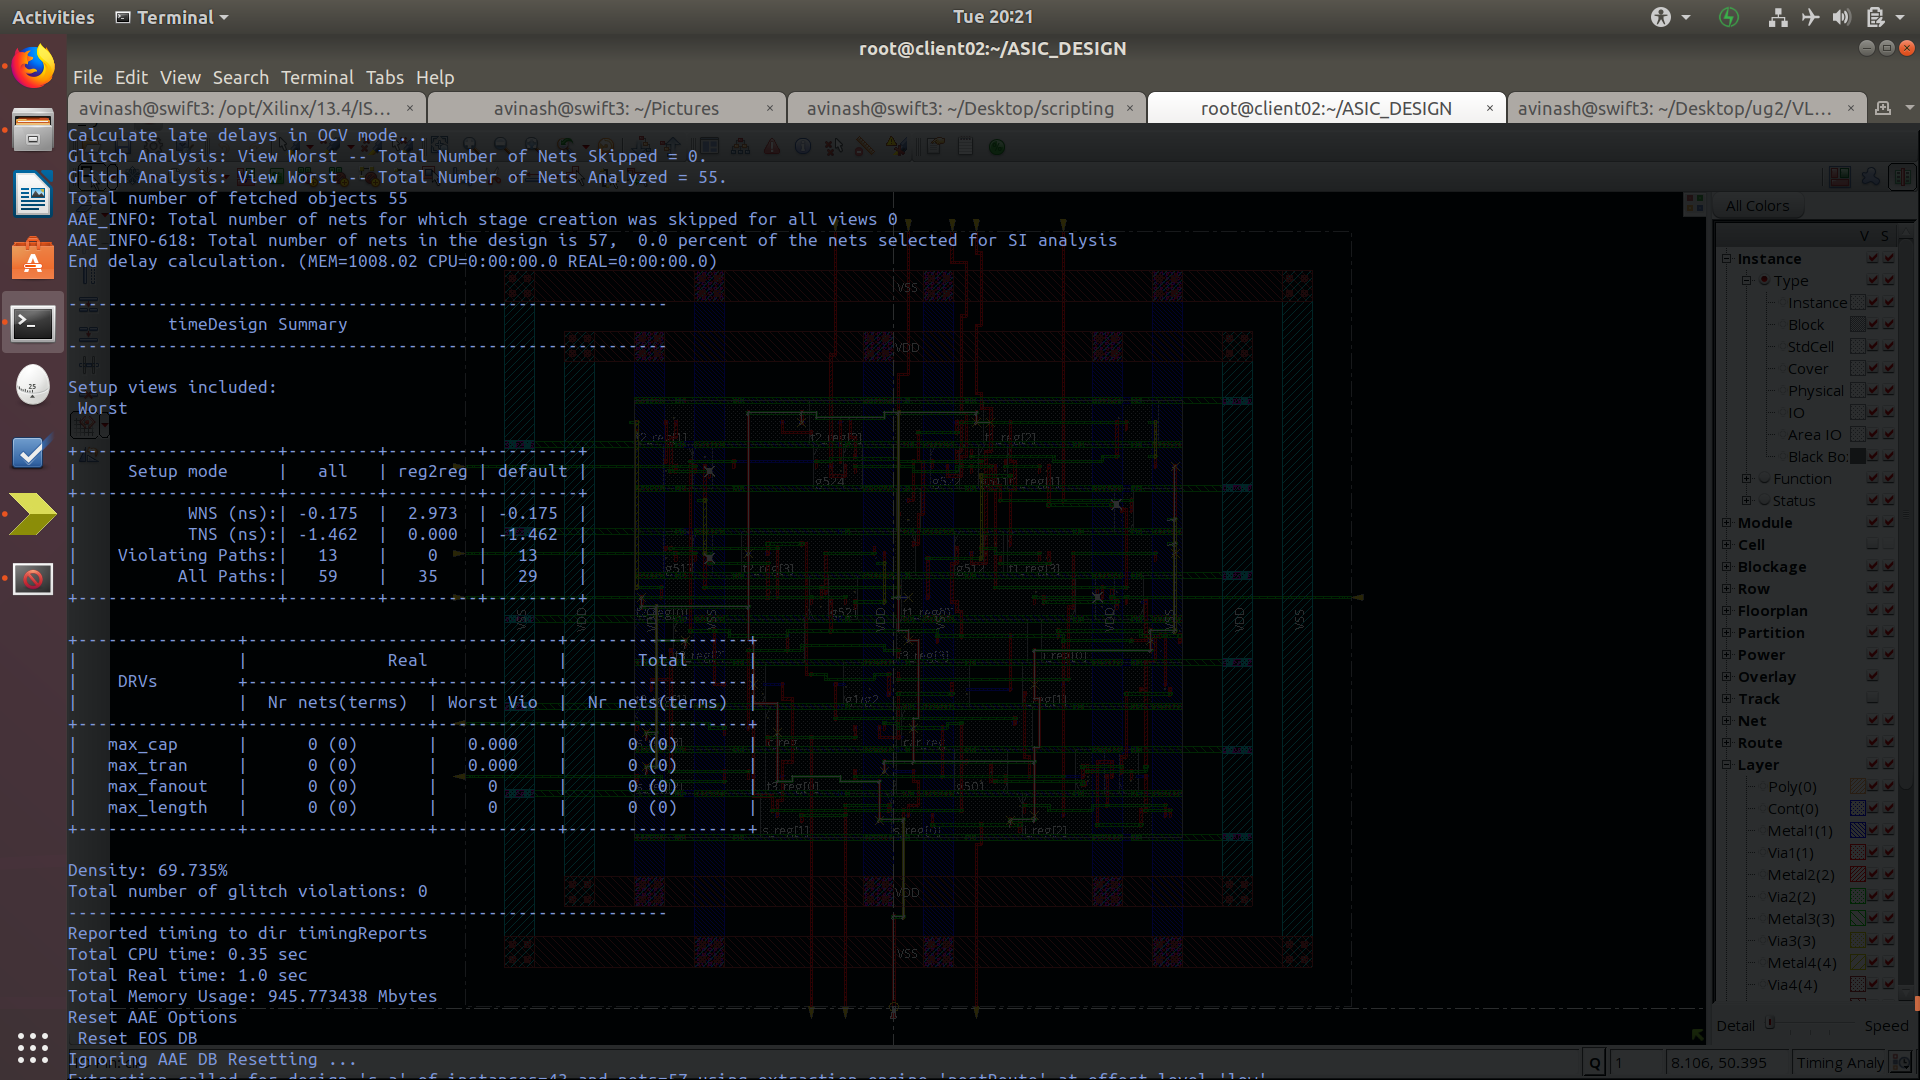 Activities Terminal Tue 20:21
root@client02:~/ASIC_DESIGN
File Edit View Search Terminal Tabs Help
avinash@swift3: /opt/Xilinx/13.4/IS... × avinash@swift3: ~/Pictures × avinash@swift3: ~/Desktop/scripting × root@client02:~/ASIC_DESIGN × avinash@swift3: ~/Desktop/ug2/VL... ×
Calculate late delays in OCV mode...
Glitch Analysis: View Worst -- Total Number of Nets Skipped = 0.
Glitch Analysis: View Worst -- Total Number of Nets Analyzed = 55.
Total number of fetched objects 55
AAE_INFO: Total number of nets for which stage creation was skipped for all views 0
AAE_INFO-618: Total number of nets in the design is 57,  0.0 percent of the nets selected for SI analysis
End delay calculation. (MEM=1008.02 CPU=0:00:00.0 REAL=0:00:00.0)
------------------------------------------------------------
timeDesign Summary
------------------------------------------------------------
Setup views included:
Worst
+--------------------+---------+---------+---------+
| Setup mode | all | reg2reg | default |
+--------------------+---------+---------+---------+
| WNS (ns):| -0.175 | 2.973 | -0.175 |
| TNS (ns):| -1.462 | 0.000 | -1.462 |
| Violating Paths:| 13 | 0 | 13 |
| All Paths:| 59 | 35 | 29 |
+--------------------+---------+---------+---------+
+----------------+-------------------------------+------------------+
| | Real | Total |
| DRVs +------------------+------------+------------------|
| | Nr nets(terms) | Worst Vio | Nr nets(terms) |
+----------------+------------------+------------+------------------+
| max_cap | 0 (0) | 0.000 | 0 (0) |
| max_tran | 0 (0) | 0.000 | 0 (0) |
| max_fanout | 0 (0) | 0 | 0 (0) |
| max_length | 0 (0) | 0 | 0 (0) |
+----------------+------------------+------------+------------------+
Density: 69.735%
Total number of glitch violations: 0
------------------------------------------------------------
Reported timing to dir timingReports
Total CPU time: 0.35 sec
Total Real time: 1.0 sec
Total Memory Usage: 945.773438 Mbytes
Reset AAE Options
Reset EOS DB
Ignoring AAE DB Resetting ...
All Colors
V S
Instance
Type
Instance
Block
StdCell
Cover
Physical
IO
Area IO
Black Bo
Function
Status
Module
Cell
Blockage
Row
Floorplan
Partition
Power
Overlay
Track
Net
Route
Layer
Poly(0)
Cont(0)
Metal1(1)
Via1(1)
Metal2(2)
Via2(2)
Metal3(3)
Via3(3)
Metal4(4)
Via4(4)
Detail Speed
Q 1 8.106, 50.395 Timing Analy
VSS
VDD
t2_reg[2]
g524
g521
VSS
VDD
VDD
VSS
VDD
VSS
g501
VDD
VSS